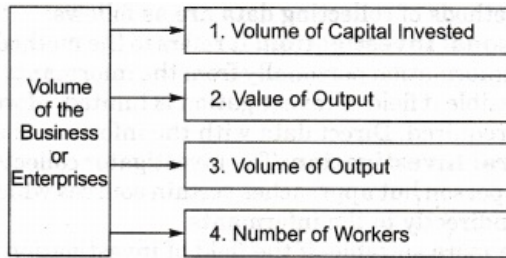 Volume
of the
Business
or
Enterprises
1. Volume of Capital Invested
2. Value of Output
3. Volume of Output
4. Number of Workers